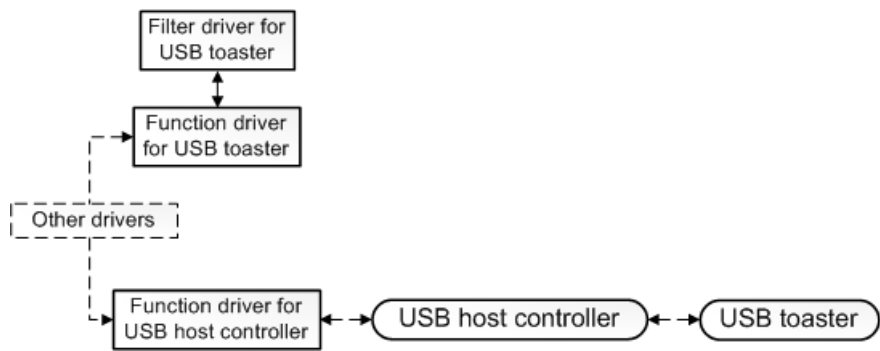 Filter driver for
USB toaster
Function driver
for USB toaster
Other drivers
Function driver for
USB host controller
USB host controller
USB toaster